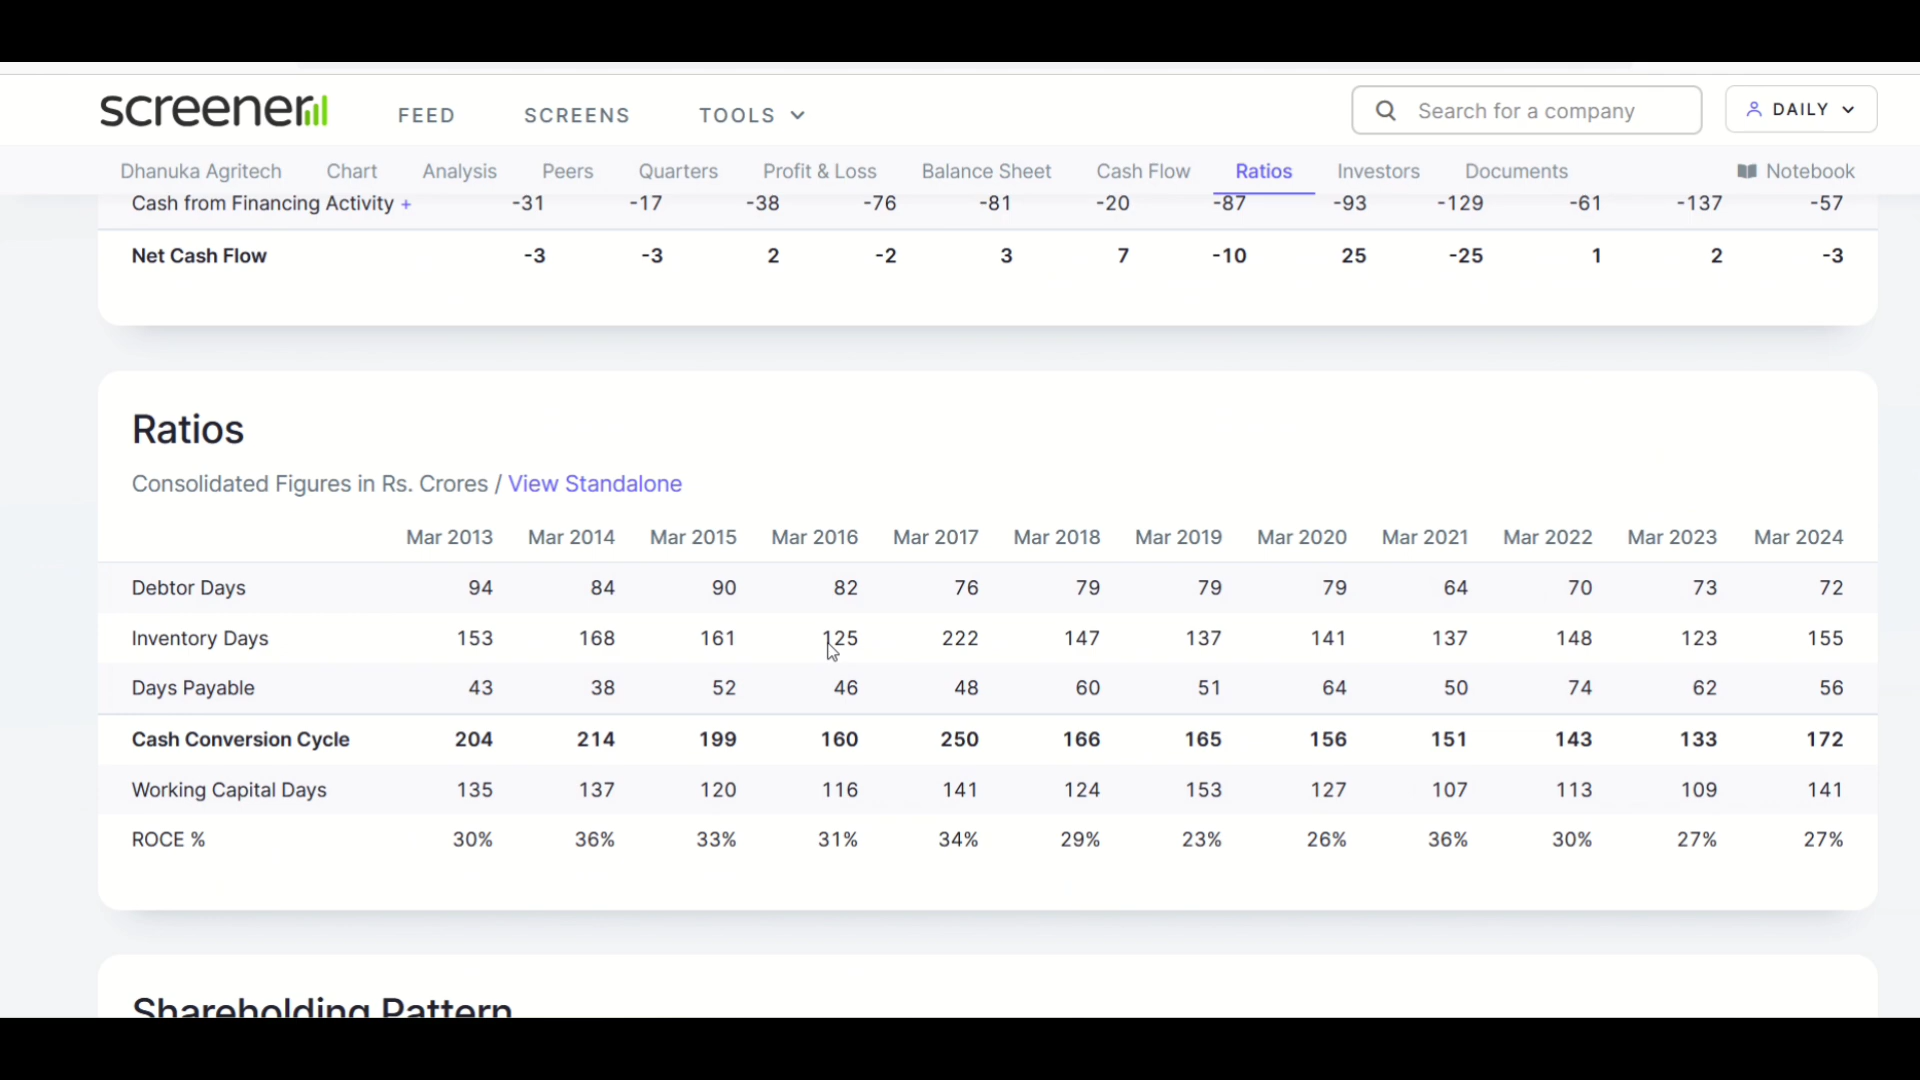 screener
FEED SCREENS TOOLS
Search for a company
DAILY
Dhanuka Agritech Chart Analysis Peers Quarters Profit & Loss Balance Sheet Cash Flow Ratios Investors Documents Notebook
Cash from Financing Activity + -31 -17 -38 -76 -81 -20 -87 -93 -129 -61 -137 -57
Net Cash Flow -3 -3 2 -2 3 7 -10 25 -25 1 2 -3
Ratios
Consolidated Figures in Rs. Crores / View Standalone
Mar 2013 Mar 2014 Mar 2015 Mar 2016 Mar 2017 Mar 2018 Mar 2019 Mar 2020 Mar 2021 Mar 2022 Mar 2023 Mar 2024
Debtor Days 94 84 90 82 76 79 79 79 64 70 73 72
Inventory Days 153 168 161 125 222 147 137 141 137 148 123 155
Days Payable 43 38 52 46 48 60 51 64 50 74 62 56
Cash Conversion Cycle 204 214 199 160 250 166 165 156 151 143 133 172
Working Capital Days 135 137 120 116 141 124 153 127 107 113 109 141
ROCE % 30% 36% 33% 31% 34% 29% 23% 26% 36% 30% 27% 27%
Shareholding Pattern